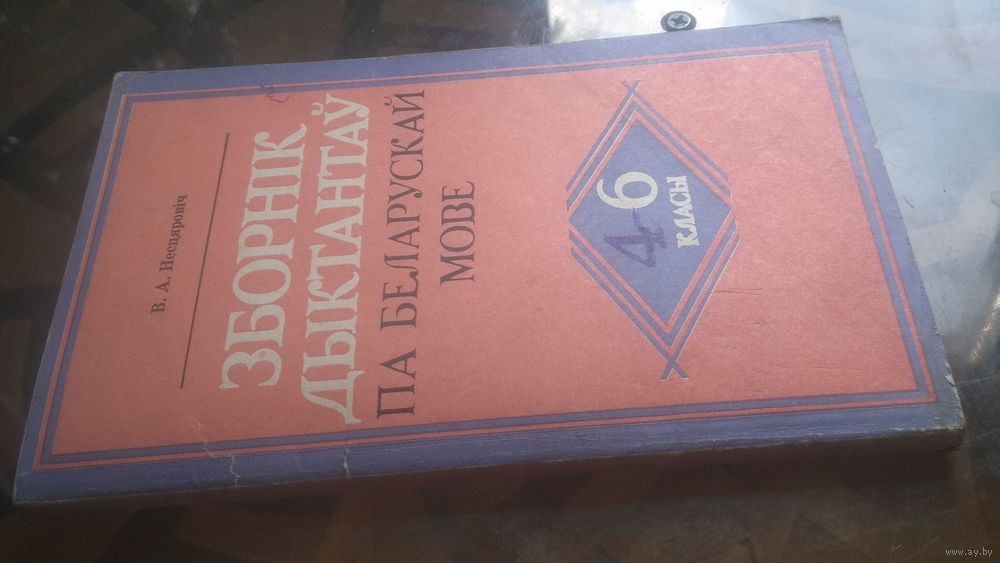 В. А. Несцяровіч
ЗБОРНІК
ДЫКТАНТАЎ
ПА БЕЛАРУСКАЙ
МОВЕ
4-6
КЛАСЫ
www.ay.by